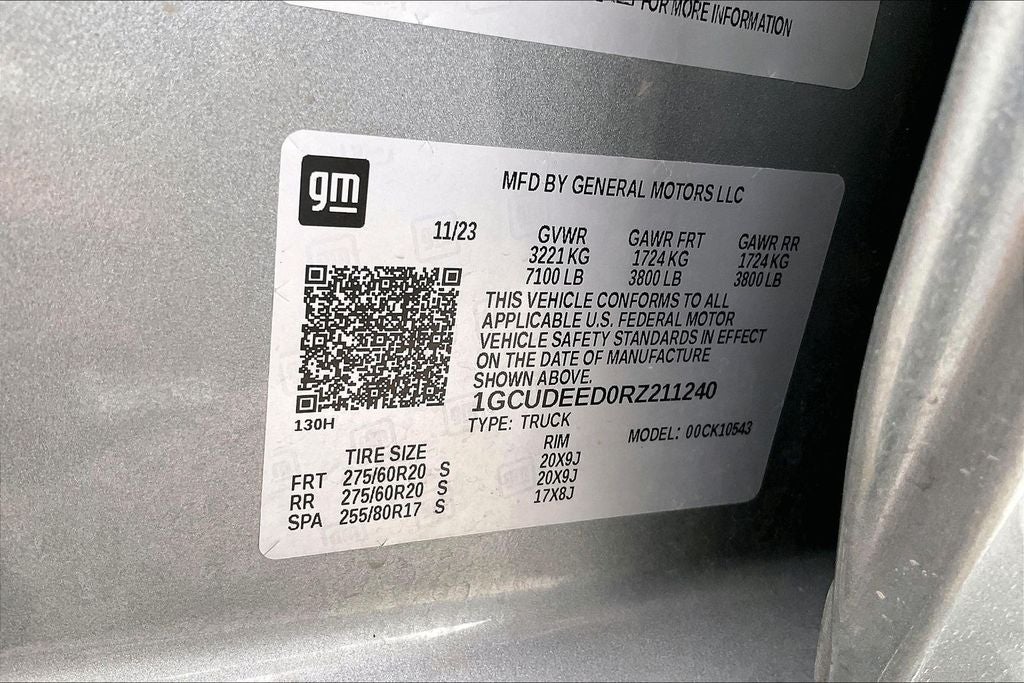 FOR MORE INFORMATION
gm
MFD BY GENERAL MOTORS LLC
11/23
GVWR GAWR FRT GAWR RR
3221 KG 1724 KG 1724 KG
7100 LB 3800 LB 3800 LB
THIS VEHICLE CONFORMS TO ALL
APPLICABLE U.S. FEDERAL MOTOR
VEHICLE SAFETY STANDARDS IN EFFECT
ON THE DATE OF MANUFACTURE
SHOWN ABOVE.
1GCUDEED0RZ211240
130H
TYPE: TRUCK MODEL: 00CK10543
TIRE SIZE RIM
FRT 275/60R20 S 20X9J
RR 275/60R20 S 20X9J
SPA 255/80R17 S 17X8J